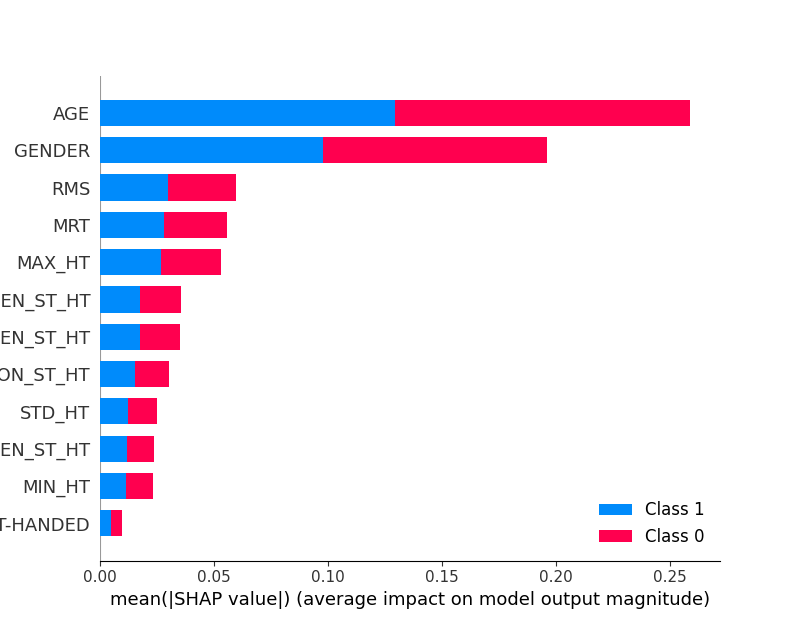 AGE
GENDER
RMS
MRT
MAX_HT
EN_ST_HT
EN_ST_HT
ON_ST_HT
STD_HT
EN_ST_HT
MIN_HT
T-HANDED
Class 1
Class 0
0.00 0.05 0.10 0.15 0.20 0.25
mean(|SHAP value|) (average impact on model output magnitude)